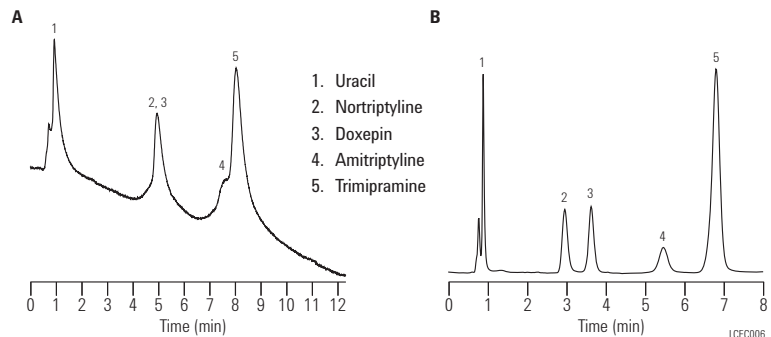 A
1
2, 3
4
5
0 1 2 3 4 5 6 7 8 9 10 11 12
Time (min)
1. Uracil
2. Nortriptyline
3. Doxepin
4. Amitriptyline
5. Trimipramine
B
1
2
3
4
5
0 1 2 3 4 5 6 7 8
Time (min)
LCEC006